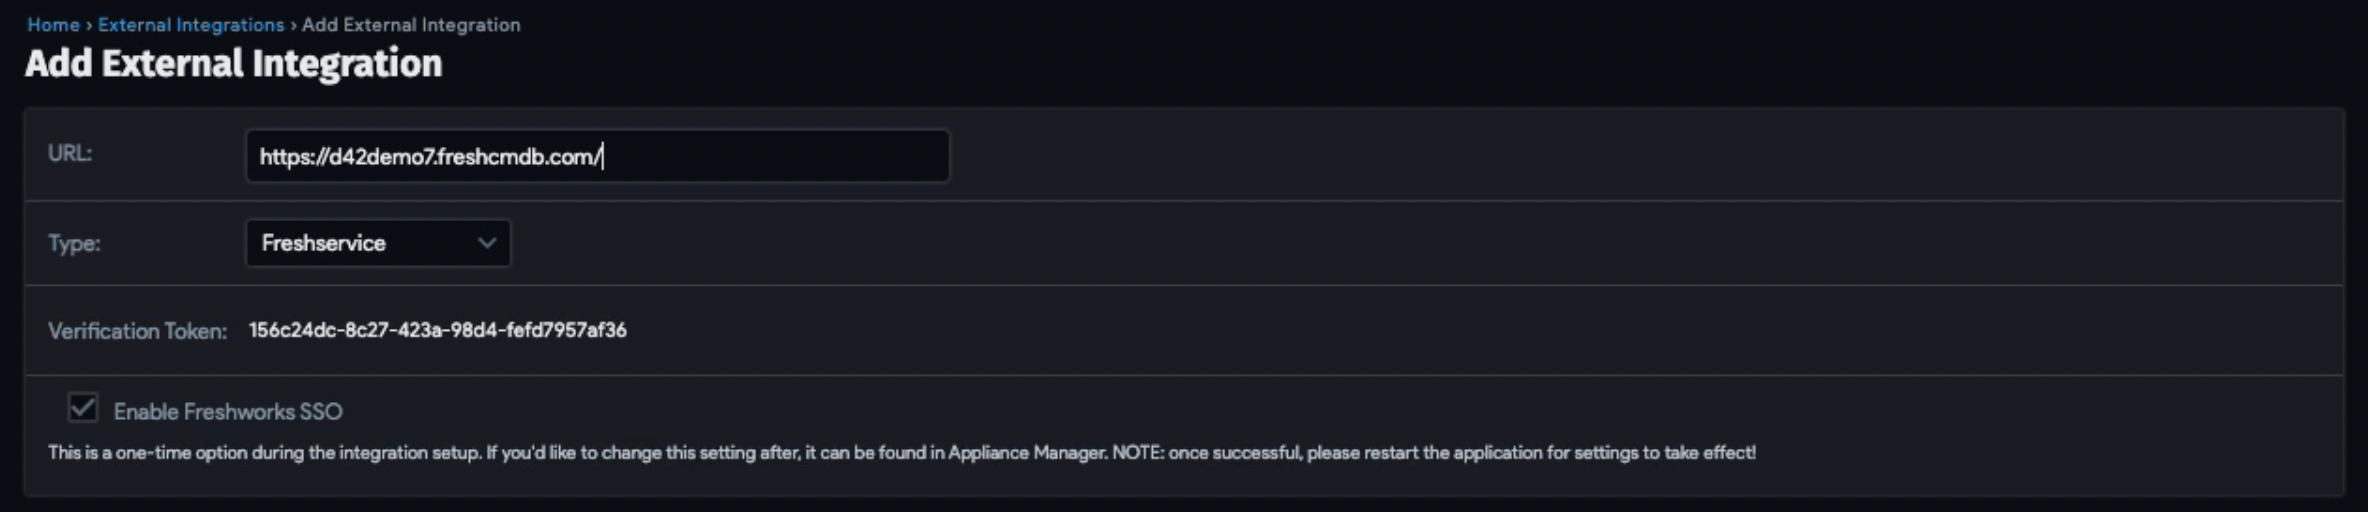 Home › External Integrations › Add External Integration
Add External Integration
URL: https://d42demo7.freshcmdb.com/
Type: Freshservice
Verification Token: 156c24dc-8c27-423a-98d4-fefd7957af36
Enable Freshworks SSO
This is a one-time option during the integration setup. If you'd like to change this setting after, it can be found in Appliance Manager. NOTE: once successful, please restart the application for settings to take effect!